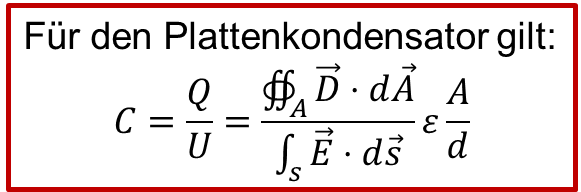 Für den Plattenkondensator gilt:
C = Q/U = ∯_A D⃗ · dA⃗ / ∫_s E⃗ · ds⃗ ε A/d